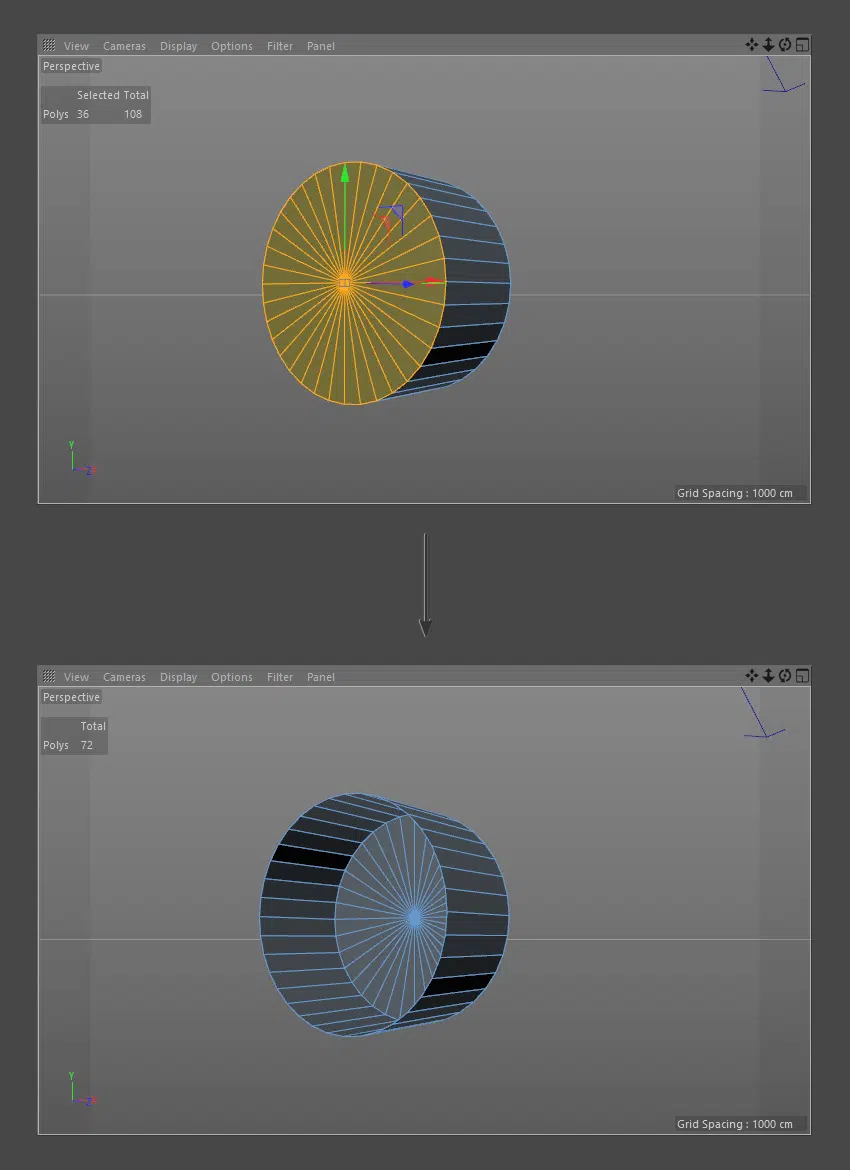 View Cameras Display Options Filter Panel
Perspective
Selected Total
Polys 36 108
Y
Z
Grid Spacing : 1000 cm
View Cameras Display Options Filter Panel
Perspective
Total
Polys 72
Y
Z
Grid Spacing : 1000 cm